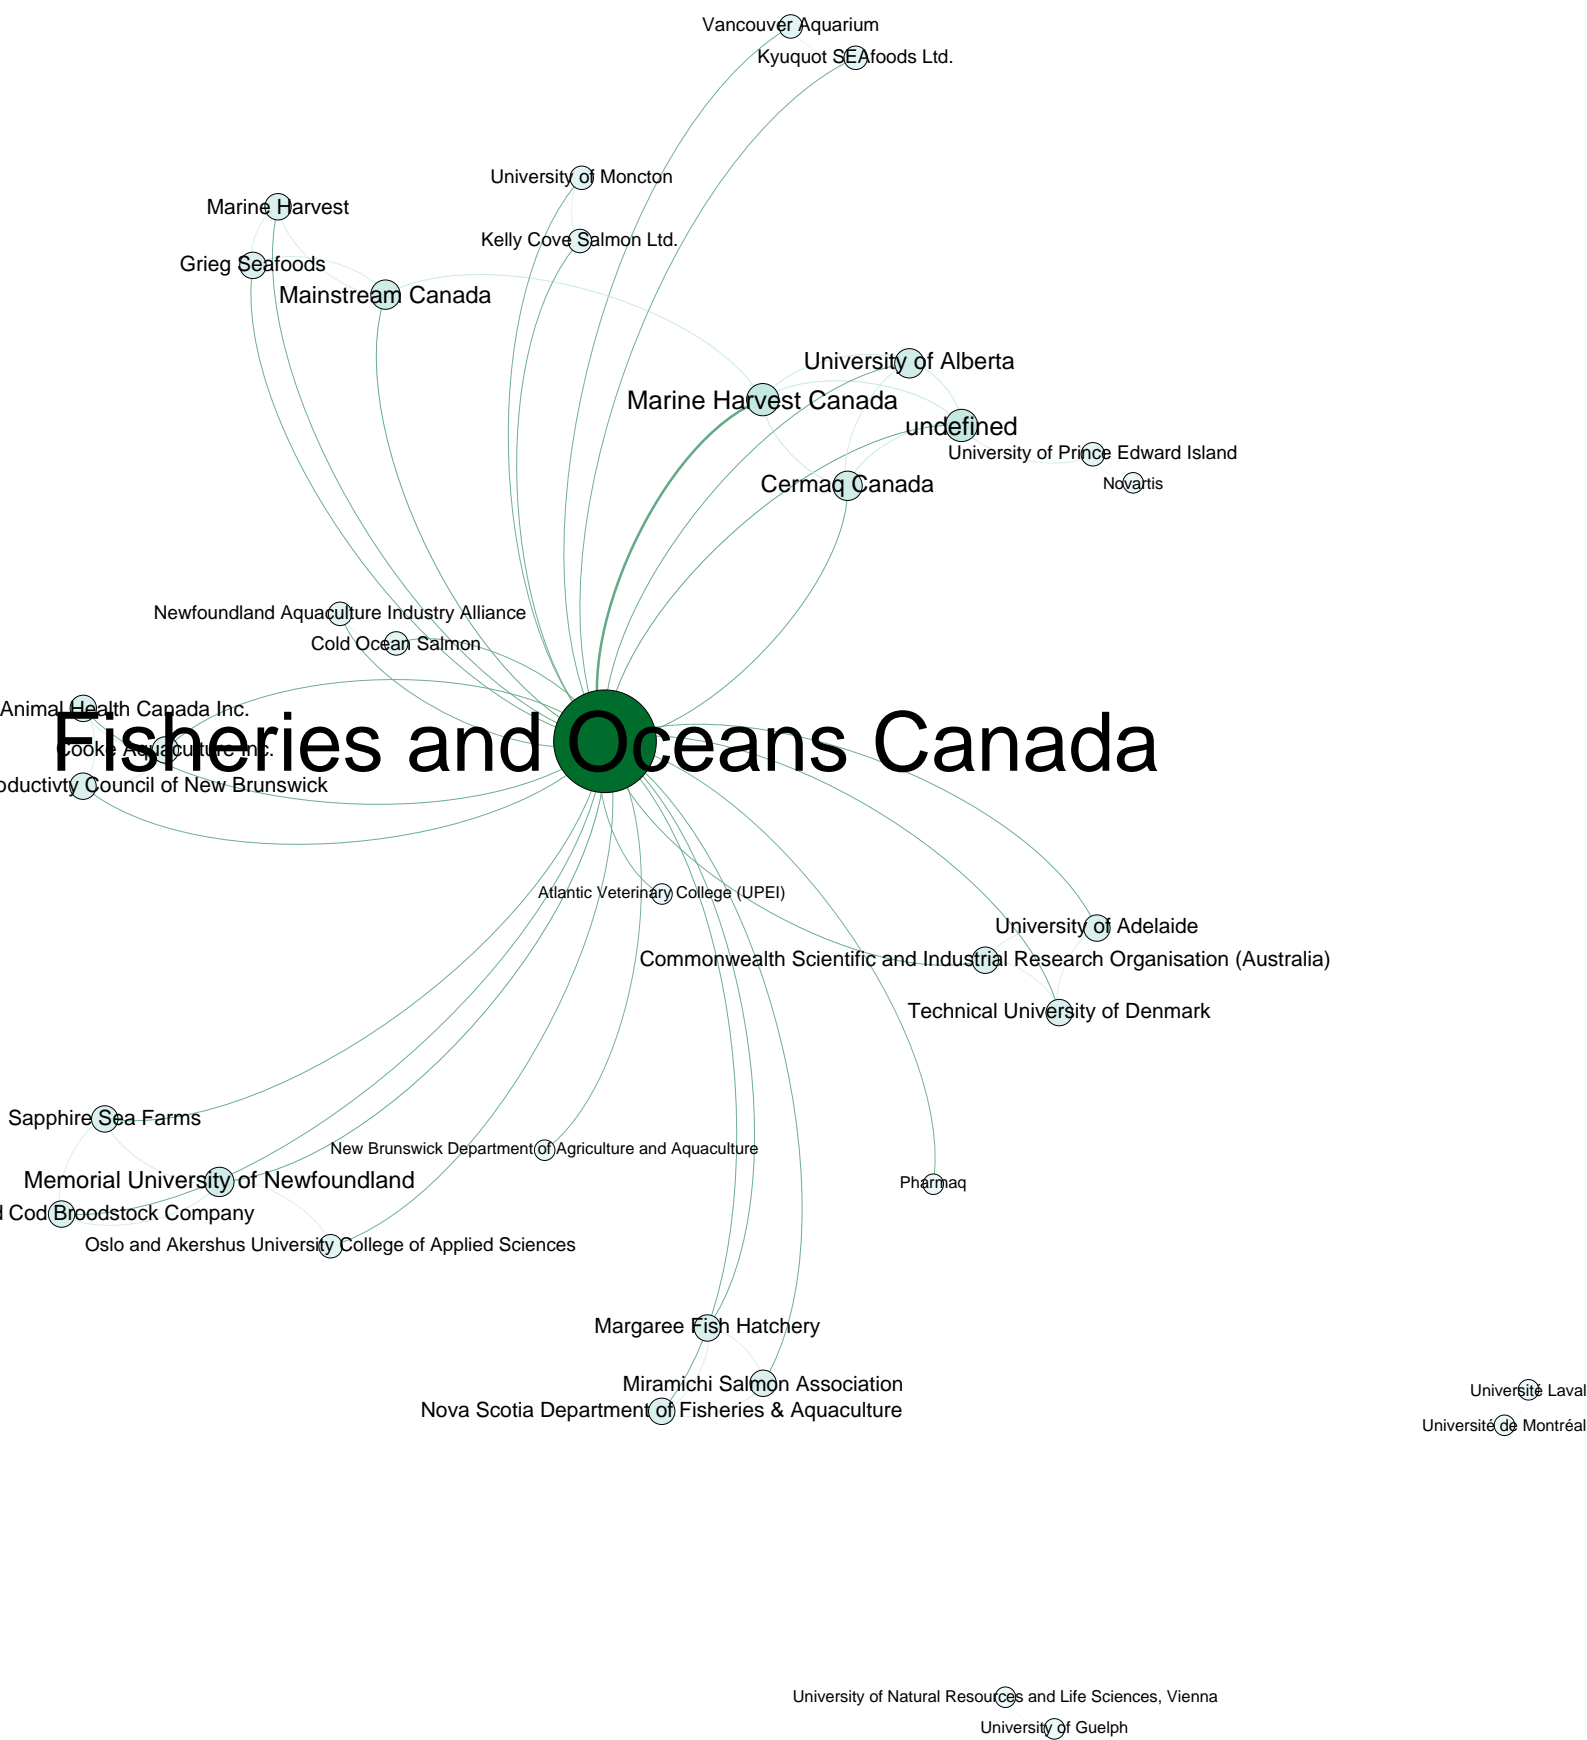 Vancouver Aquarium
Kyuquot SEAfoods Ltd.
University of Moncton
Marine Harvest
Kelly Cove Salmon Ltd.
Grieg Seafoods
Mainstream Canada
University of Alberta
Marine Harvest Canada
undefined
University of Prince Edward Island
Cermaq Canada
Novartis
Newfoundland Aquaculture Industry Alliance
Cold Ocean Salmon
Animal Health Canada Inc.
Fisheries and Oceans Canada
Cooke Aquaculture Inc.
oductivty Council of New Brunswick
Atlantic Veterinary College (UPEI)
University of Adelaide
Commonwealth Scientific and Industrial Research Organisation (Australia)
Technical University of Denmark
Sapphire Sea Farms
New Brunswick Department of Agriculture and Aquaculture
Memorial University of Newfoundland
Pharmaq
d Cod Broodstock Company
Oslo and Akershus University College of Applied Sciences
Margaree Fish Hatchery
Miramichi Salmon Association
Nova Scotia Department of Fisheries & Aquaculture
Université Laval
Université de Montréal
University of Natural Resources and Life Sciences, Vienna
University of Guelph